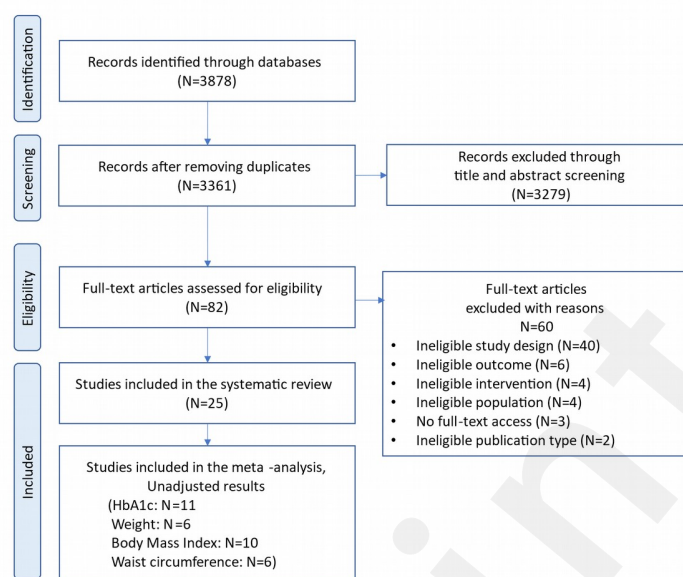 Identification
Records identified through databases
(N=3878)
Screening
Records after removing duplicates
(N=3361)
Records excluded through
title and abstract screening
(N=3279)
Eligibility
Full-text articles assessed for eligibility
(N=82)
Full-text articles
excluded with reasons
N=60
• Ineligible study design (N=40)
• Ineligible outcome (N=6)
• Ineligible intervention (N=4)
• Ineligible population (N=4)
• No full-text access (N=3)
• Ineligible publication type (N=2)
Included
Studies included in the systematic review
(N=25)
Studies included in the meta -analysis,
Unadjusted results
(HbA1c: N=11
Weight: N=6
Body Mass Index: N=10
Waist circumference: N=6)
int